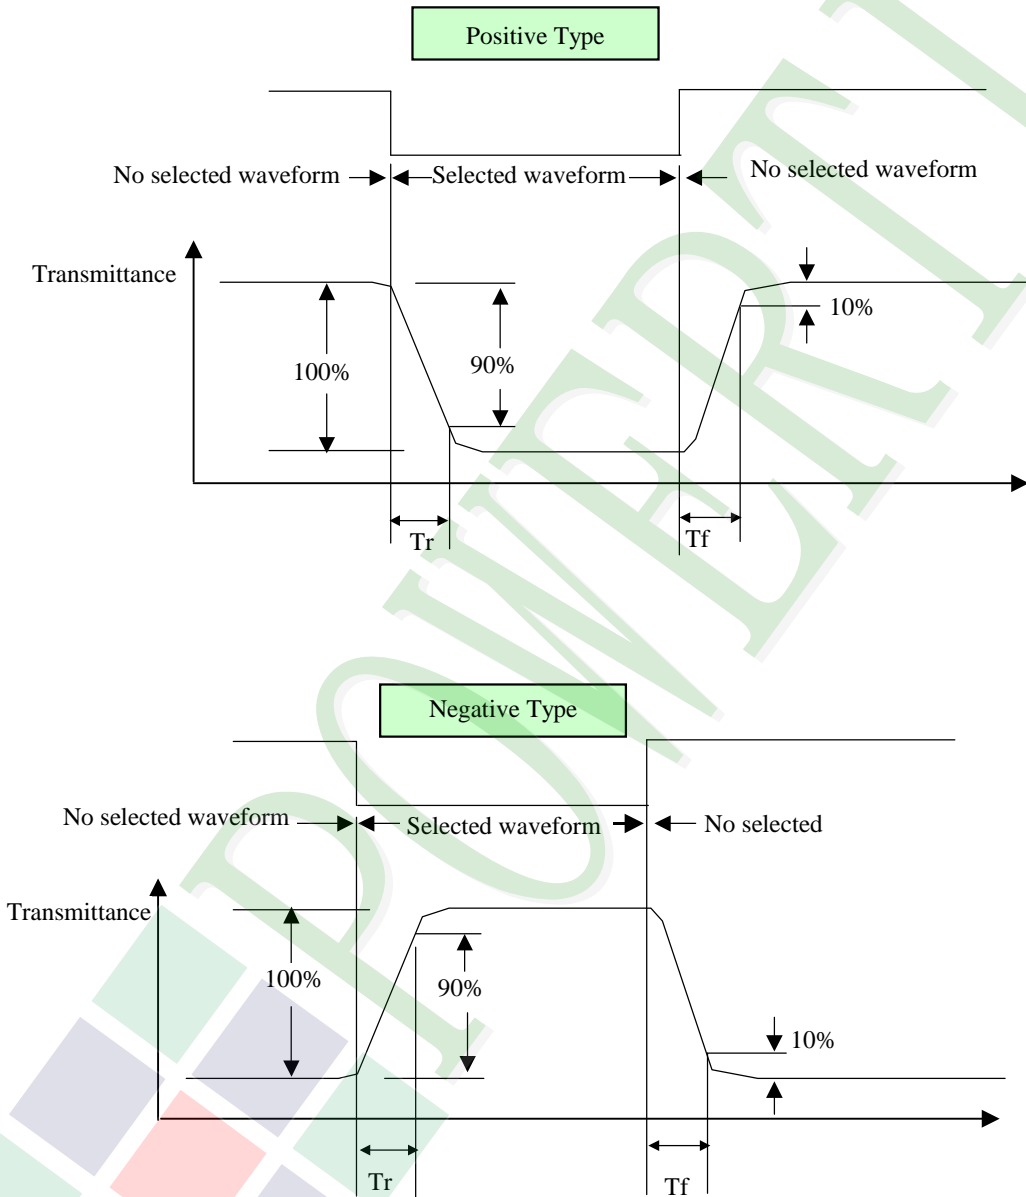 Positive Type
No selected waveform
Selected waveform
No selected waveform
Transmittance
10%
100%
90%
Tr
Tf
Negative Type
No selected waveform
Selected waveform
No selected
Transmittance
100%
90%
10%
Tr
Tf
POWERT